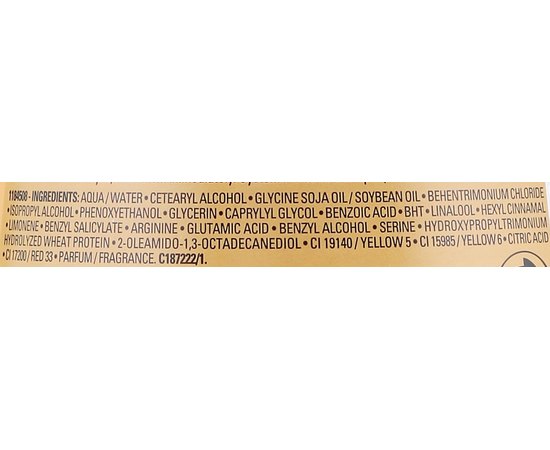 1184508 - INGREDIENTS: AQUA / WATER • CETEARYL ALCOHOL • GLYCINE SOJA OIL / SOYBEAN OIL • BEHENTRIMONIUM CHLORIDE
• ISOPROPYL ALCOHOL • PHENOXYETHANOL • GLYCERIN • CAPRYLYL GLYCOL • BENZOIC ACID • BHT • LINALOOL • HEXYL CINNAMAL
• LIMONENE • BENZYL SALICYLATE • ARGININE • GLUTAMIC ACID • BENZYL ALCOHOL • SERINE • HYDROXYPROPYLTRIMONIUM
HYDROLYZED WHEAT PROTEIN • 2-OLEAMIDO-1,3-OCTADECANEDIOL • CI 19140 / YELLOW 5 • CI 15985 / YELLOW 6 • CITRIC ACID
• CI 17200 / RED 33 • PARFUM / FRAGRANCE. C187222/1.